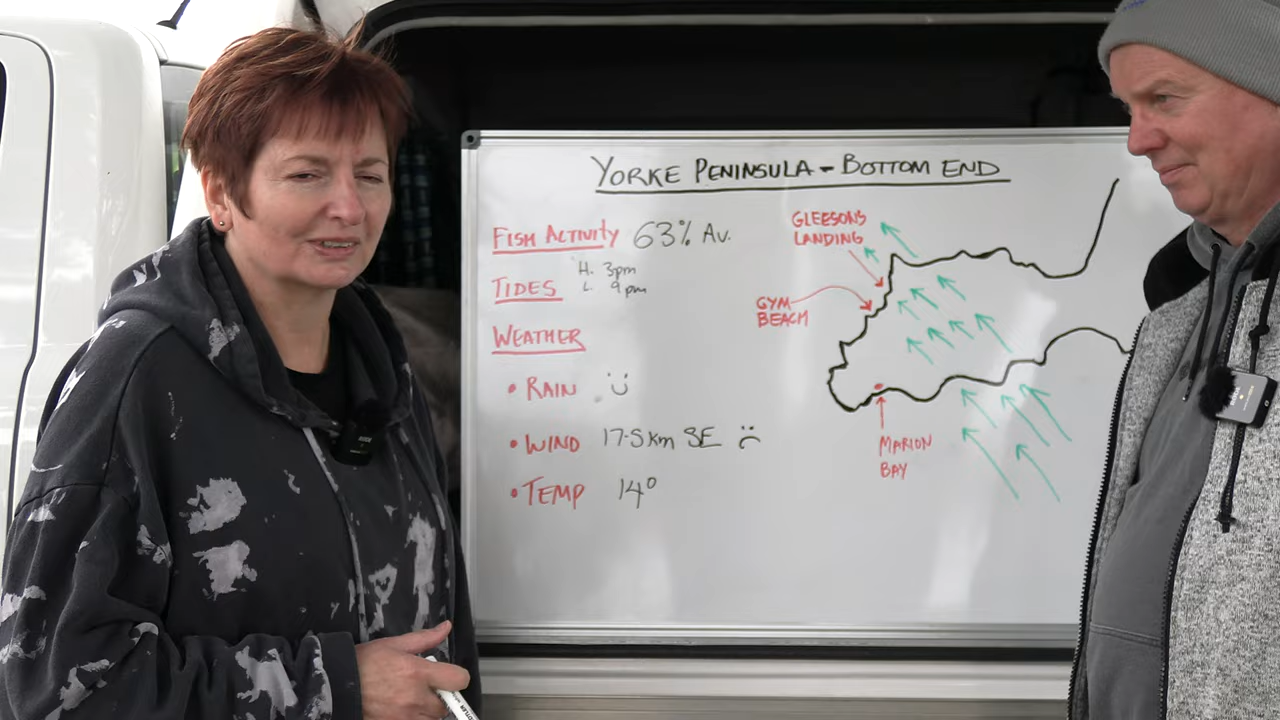 YORKE PENINSULA - BOTTOM END
FISH ACTIVITY 63% Av.
TIDES H. 3pm
L. 9pm
WEATHER
• RAIN
• WIND 17.5km SE
• TEMP 14°
GLEESONS
LANDING
GYM
BEACH
MARION
BAY